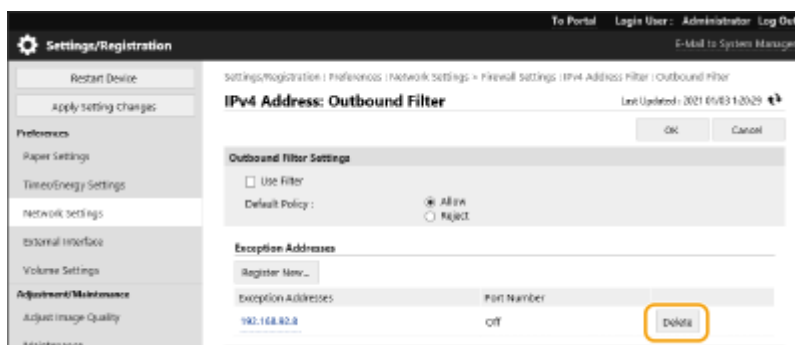 To Portal Login User : Administrator Log Out
Settings/Registration
E-Mail to System Manager
Restart Device
Apply Setting Changes
Preferences
Paper Settings
Timer/Energy Settings
Network Settings
External Interface
Volume Settings
Adjustment/Maintenance
Adjust Image Quality
Maintenance
Settings/Registration : Preferences : Network Settings > Firewall Settings : IPv4 Address Filter : Outbound Filter
IPv4 Address: Outbound Filter
Last Updated : 2021 01/03 1:20:29
OK Cancel
Outbound Filter Settings
Use Filter
Default Policy : Allow
Reject
Exception Addresses
Register New...
Exception Addresses Port Number
192.168.92.8 Off Delete